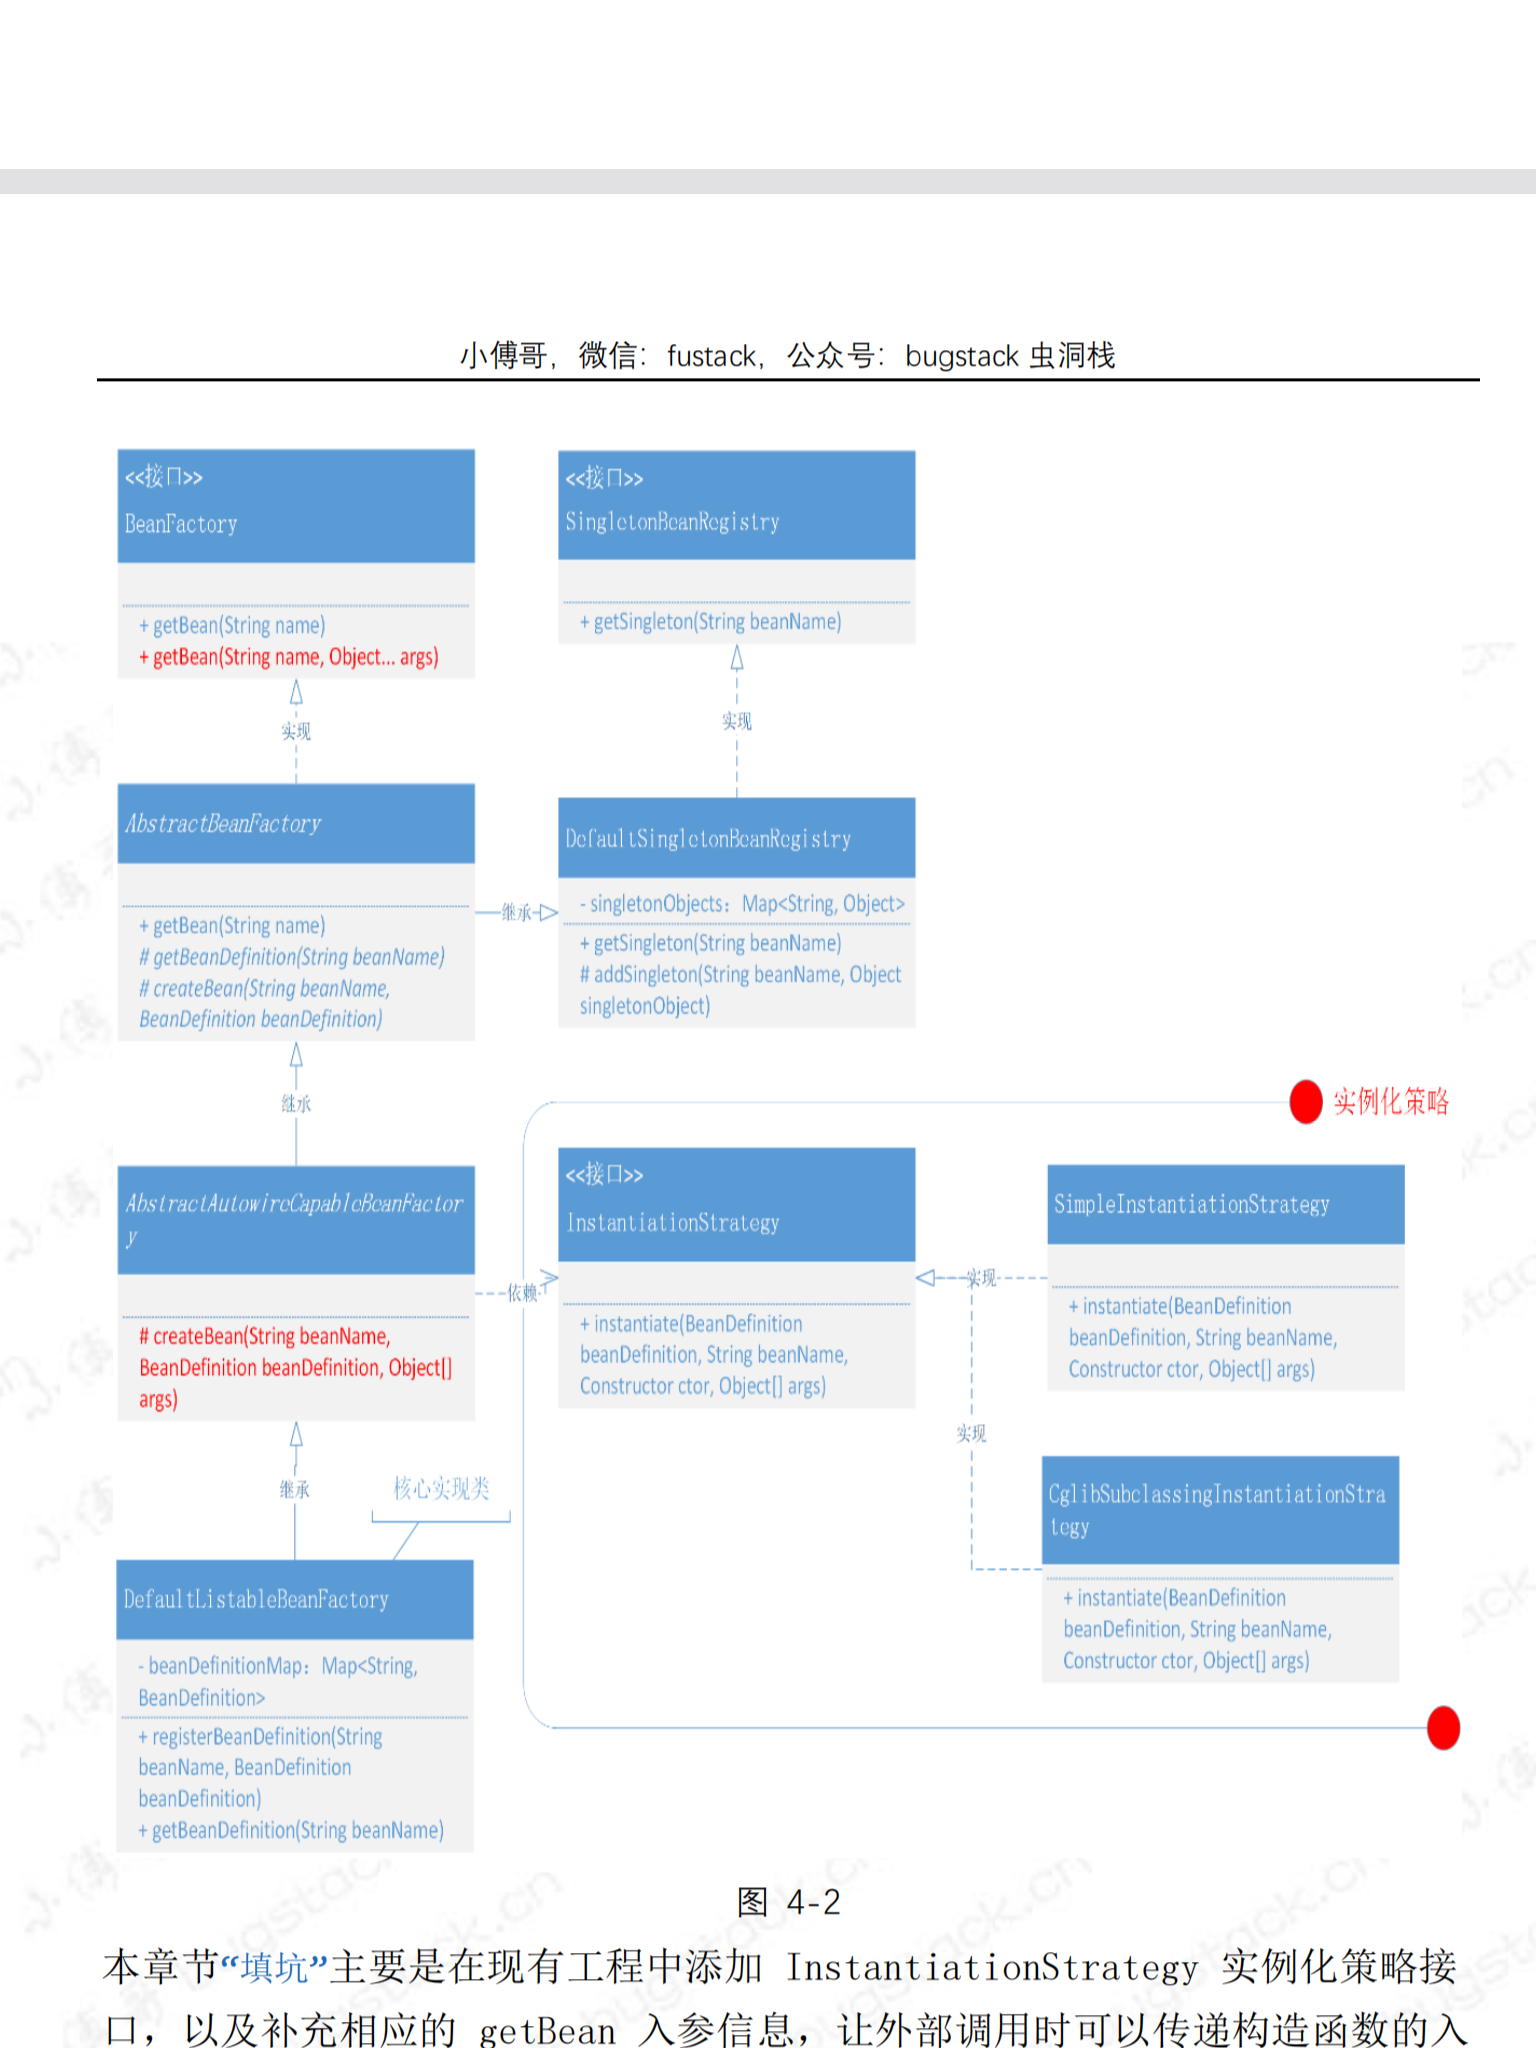 小傅哥，微信：fustack，公众号：bugstack 虫洞栈
<<接口>>
BeanFactory
+ getBean(String name)
+ getBean(String name, Object... args)
<<接口>>
SingletonBeanRegistry
+ getSingleton(String beanName)
实现
实现
AbstractBeanFactory
+ getBean(String name)
# getBeanDefinition(String beanName)
# createBean(String beanName,
BeanDefinition beanDefinition)
继承
DefaultSingletonBeanRegistry
- singletonObjects：Map<String, Object>
+ getSingleton(String beanName)
# addSingleton(String beanName, Object
singletonObject)
继承
实例化策略
AbstractAutowireCapableBeanFactor
y
# createBean(String beanName,
BeanDefinition beanDefinition, Object[]
args)
依赖
<<接口>>
InstantiationStrategy
+ instantiate(BeanDefinition
beanDefinition, String beanName,
Constructor ctor, Object[] args)
实现
SimpleInstantiationStrategy
+ instantiate(BeanDefinition
beanDefinition, String beanName,
Constructor ctor, Object[] args)
实现
继承
核心实现类
CglibSubclassingInstantiationStra
tegy
+ instantiate(BeanDefinition
beanDefinition, String beanName,
Constructor ctor, Object[] args)
DefaultListableBeanFactory
- beanDefinitionMap：Map<String,
BeanDefinition>
+ registerBeanDefinition(String
beanName, BeanDefinition
beanDefinition)
+ getBeanDefinition(String beanName)
图 4-2
本章节“填坑”主要是在现有工程中添加 InstantiationStrategy 实例化策略接
口，以及补充相应的 getBean 入参信息，让外部调用时可以传递构造函数的入